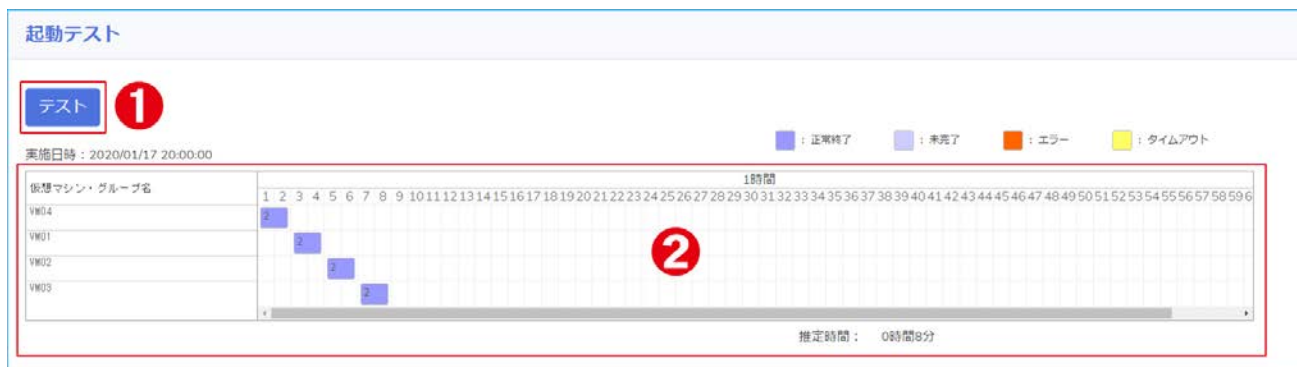 起動テスト
テスト
1
: 正常終了
: 未完了
: エラー
: タイムアウト
実施日時：2020/01/17 20:00:00
仮想マシン・グループ名
1時間
1 2 3 4 5 6 7 8 9 10 11 12 13 14 15 16 17 18 19 20 21 22 23 24 25 26 27 28 29 30 31 32 33 34 35 36 37 38 39 40 41 42 43 44 45 46 47 48 49 50 51 52 53 54 55 56 57 58 59 6
VM04
2
VM01
2
2
VM02
2
VM03
2
推定時間： 0時間8分